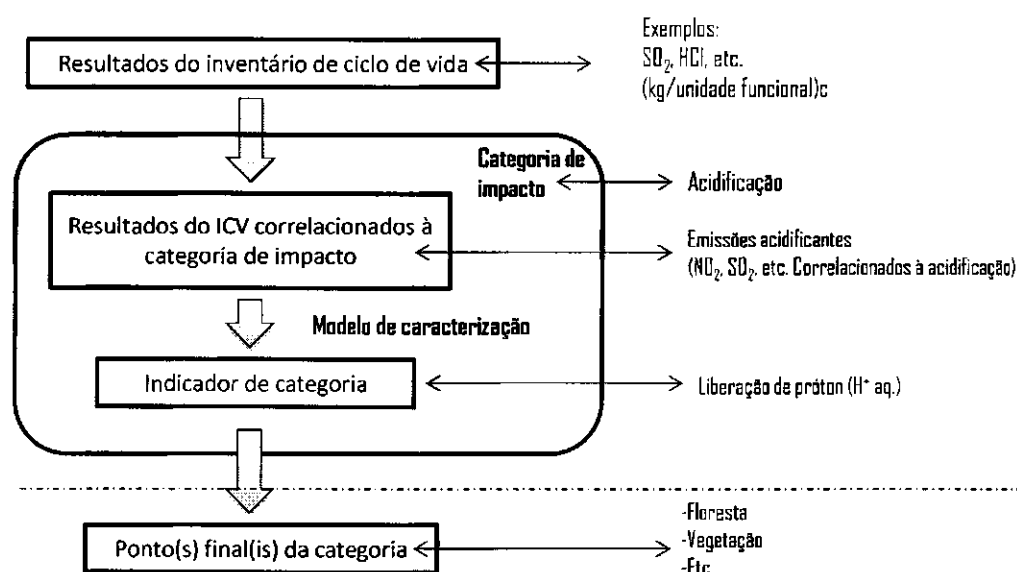 Exemplos:
Resultados do inventário de ciclo de vida
SO₂, HCl, etc.
(kg/unidade funcional)c
Categoria de
impacto
Acidificação
Resultados do ICV correlacionados à
categoria de impacto
Emissões acidificantes
(NO₂, SO₂, etc. Correlacionados à acidificação)
Modelo de caracterização
Indicador de categoria
Liberação de próton (H⁺ aq.)
Ponto(s) final(is) da categoria
-Floresta
-Vegetação
-Etc